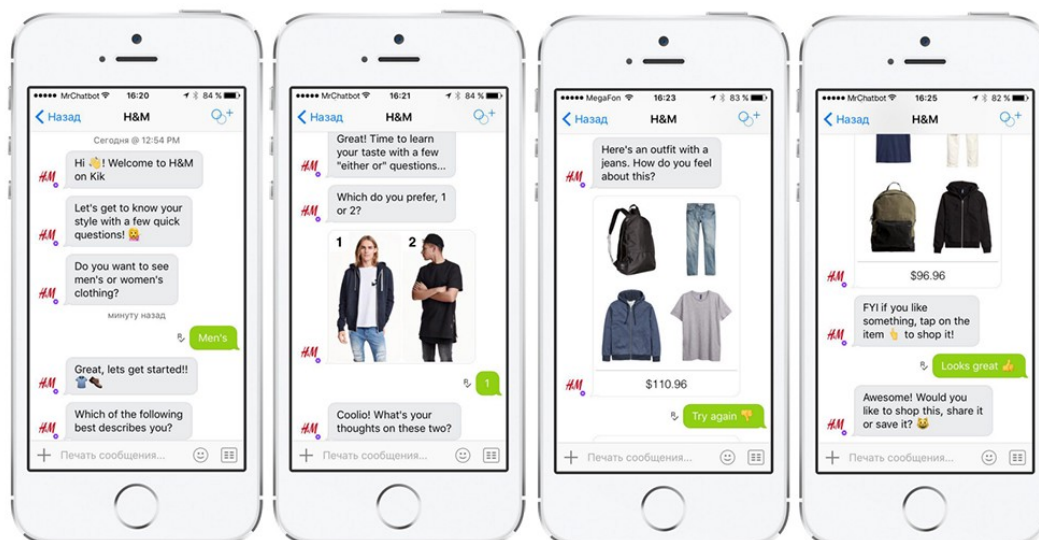 MrChatbot 16:20 84 %
Назад H&M
Сегодня @ 12:54 PM
Hi 👋! Welcome to H&M
on Kik
H&M
Let's get to know your
style with a few quick
questions! 🙈
H&M
Do you want to see
men's or women's
clothing?
H&M
минуту назад
R Men's
Great, lets get started!!
👕👞
H&M
Which of the following
best describes you?
H&M
Печать сообщения...
MrChatbot 16:21 84 %
Назад H&M
Great! Time to learn
your taste with a few
"either or" questions...
H&M
Which do you prefer, 1
or 2?
H&M
1 2
H&M
R 1
Coolio! What's your
thoughts on these two?
H&M
Печать сообщения...
MegaFon 16:23 83 %
Назад H&M
Here's an outfit with a
jeans. How do you feel
about this?
H&M
$110.96
H&M
R Try again 👎
Печать сообщения...
MrChatbot 16:25 82 %
Назад H&M
$96.96
H&M
FYI if you like
something, tap on the
item 👆 to shop it!
H&M
R Looks great 👍
Awesome! Would you
like to shop this, share it
or save it? 😸
H&M
Печать сообщения...